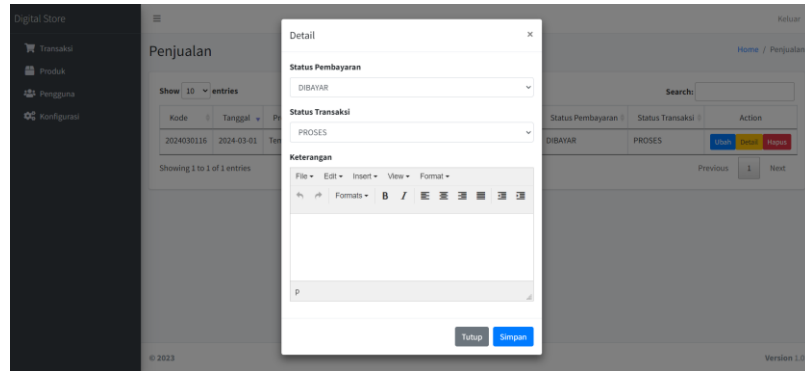 Digital Store
Keluar
Transaksi
Produk
Pengguna
Konfigurasi
Penjualan
Home / Penjualan
Show 10 entries
Search:
Kode Tanggal Status Pembayaran Status Transaksi Action
2024030116 2024-03-01 DIBAYAR PROSES Ubah Detail Hapus
Showing 1 to 1 of 1 entries
Previous 1 Next
Detail ×
Status Pembayaran
DIBAYAR
Status Transaksi
PROSES
Keterangan
File Edit Insert View Format
Formats B I
P
Tutup Simpan
© 2023
Version 1.0